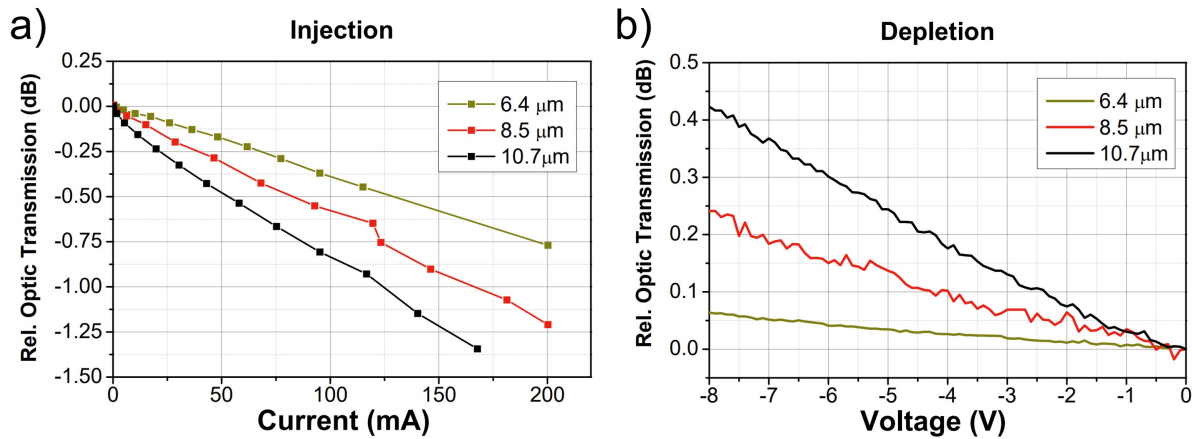 a)
Injection
Rel. Optic Transmission (dB)
0.25
0.00
-0.25
-0.50
-0.75
-1.00
-1.25
-1.50
6.4 μm
8.5 μm
10.7μm
0 50 100 150 200
Current (mA)
b)
Depletion
Rel. Optic Transmission (dB)
0.5
0.4
0.3
0.2
0.1
0.0
6.4 μm
8.5 μm
10.7μm
-8 -7 -6 -5 -4 -3 -2 -1 0
Voltage (V)